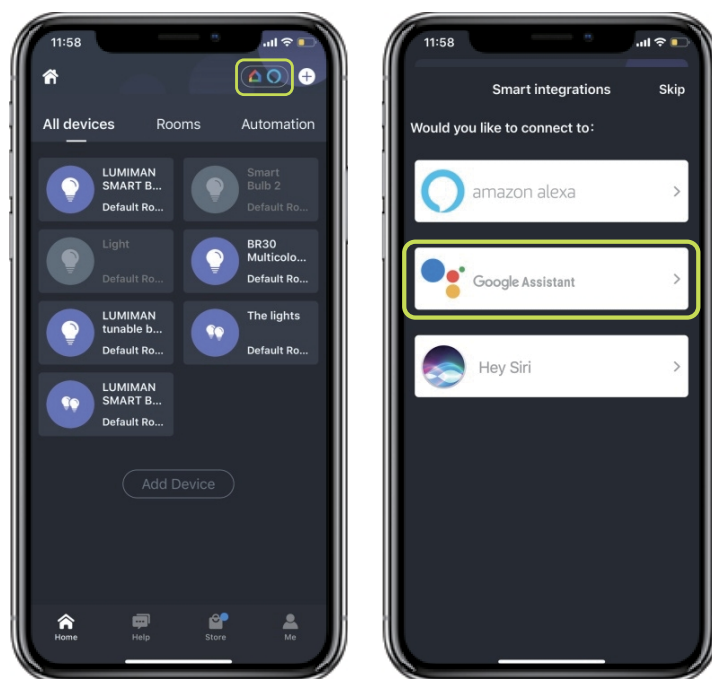 11:58
All devices Rooms Automation
LUMIMAN
SMART B...
Default Ro...
Smart
Bulb 2
Default Ro...
Light
Default Ro...
BR30
Multicolo...
Default Ro...
LUMIMAN
tunable b...
Default Ro...
The lights
Default Ro...
LUMIMAN
SMART B...
Default Ro...
Add Device
Home Help Store Me
11:58
Smart integrations Skip
Would you like to connect to:
amazon alexa
Google Assistant
Hey Siri